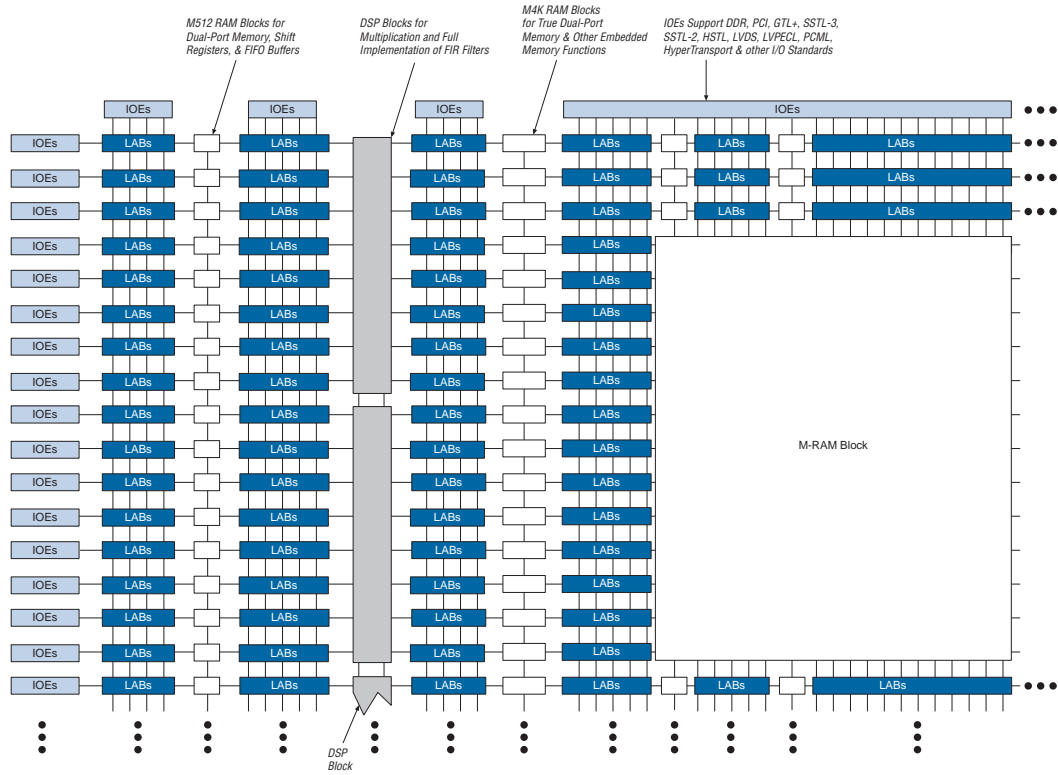 M512 RAM Blocks for
Dual-Port Memory, Shift
Registers, & FIFO Buffers
DSP Blocks for
Multiplication and Full
Implementation of FIR Filters
M4K RAM Blocks
for True Dual-Port
Memory & Other Embedded
Memory Functions
IOEs Support DDR, PCI, GTL+, SSTL-3,
SSTL-2, HSTL, LVDS, LVPECL, PCML,
HyperTransport & other I/O Standards
IOEs IOEs IOEs IOEs
IOEs LABs LABs LABs LABs LABs LABs
IOEs LABs LABs LABs LABs LABs LABs
IOEs LABs LABs LABs LABs LABs LABs
IOEs LABs LABs LABs LABs
IOEs LABs LABs LABs LABs
IOEs LABs LABs LABs LABs
IOEs LABs LABs LABs LABs
IOEs LABs LABs LABs LABs
IOEs LABs LABs LABs LABs
IOEs LABs LABs LABs LABs M-RAM Block
IOEs LABs LABs LABs LABs
IOEs LABs LABs LABs LABs
IOEs LABs LABs LABs LABs
IOEs LABs LABs LABs LABs
IOEs LABs LABs LABs LABs
IOEs LABs LABs LABs LABs
IOEs LABs LABs LABs LABs LABs LABs
DSP
Block